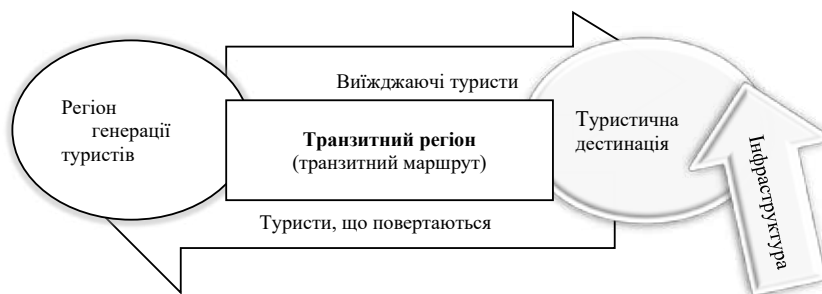 Виїжджаючі туристи
Регіон
генерації
туристів
Транзитний регіон
(транзитний маршрут)
Туристична
дестинація
Інфраструктура
Туристи, що повертаються